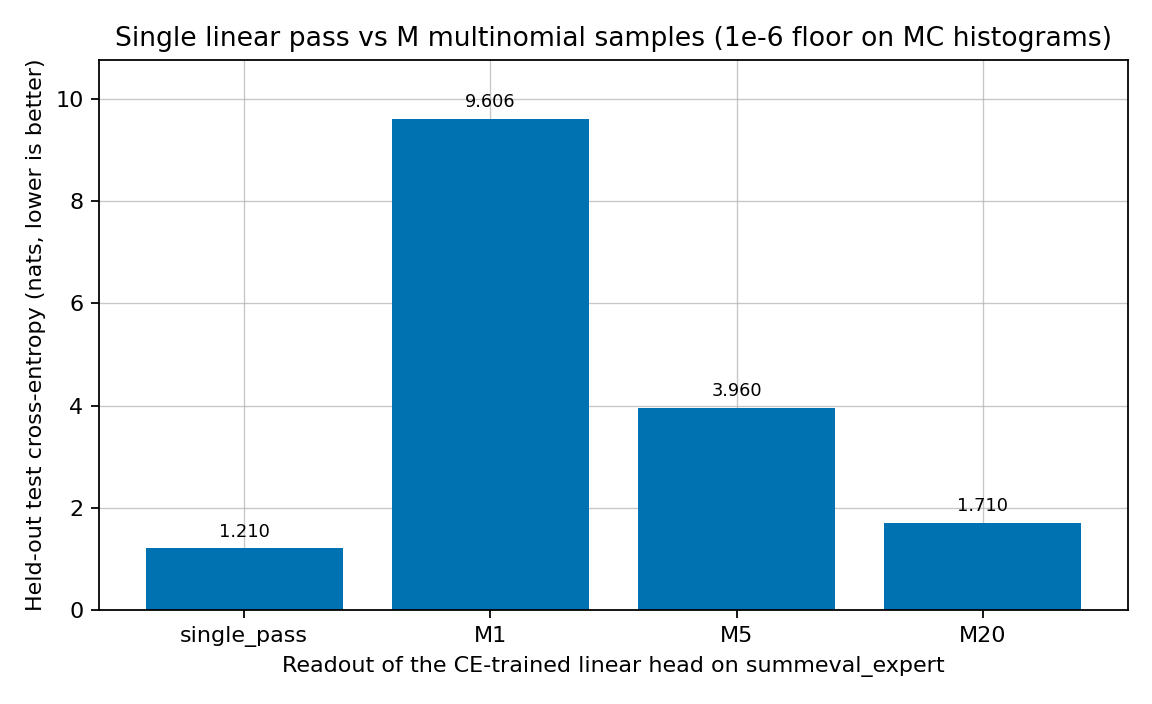 Single linear pass vs M multinomial samples (1e-6 floor on MC histograms)
Held-out test cross-entropy (nats, lower is better)
10
8
6
4
2
0
1.210
9.606
3.960
1.710
single_pass
M1
M5
M20
Readout of the CE-trained linear head on summeval_expert